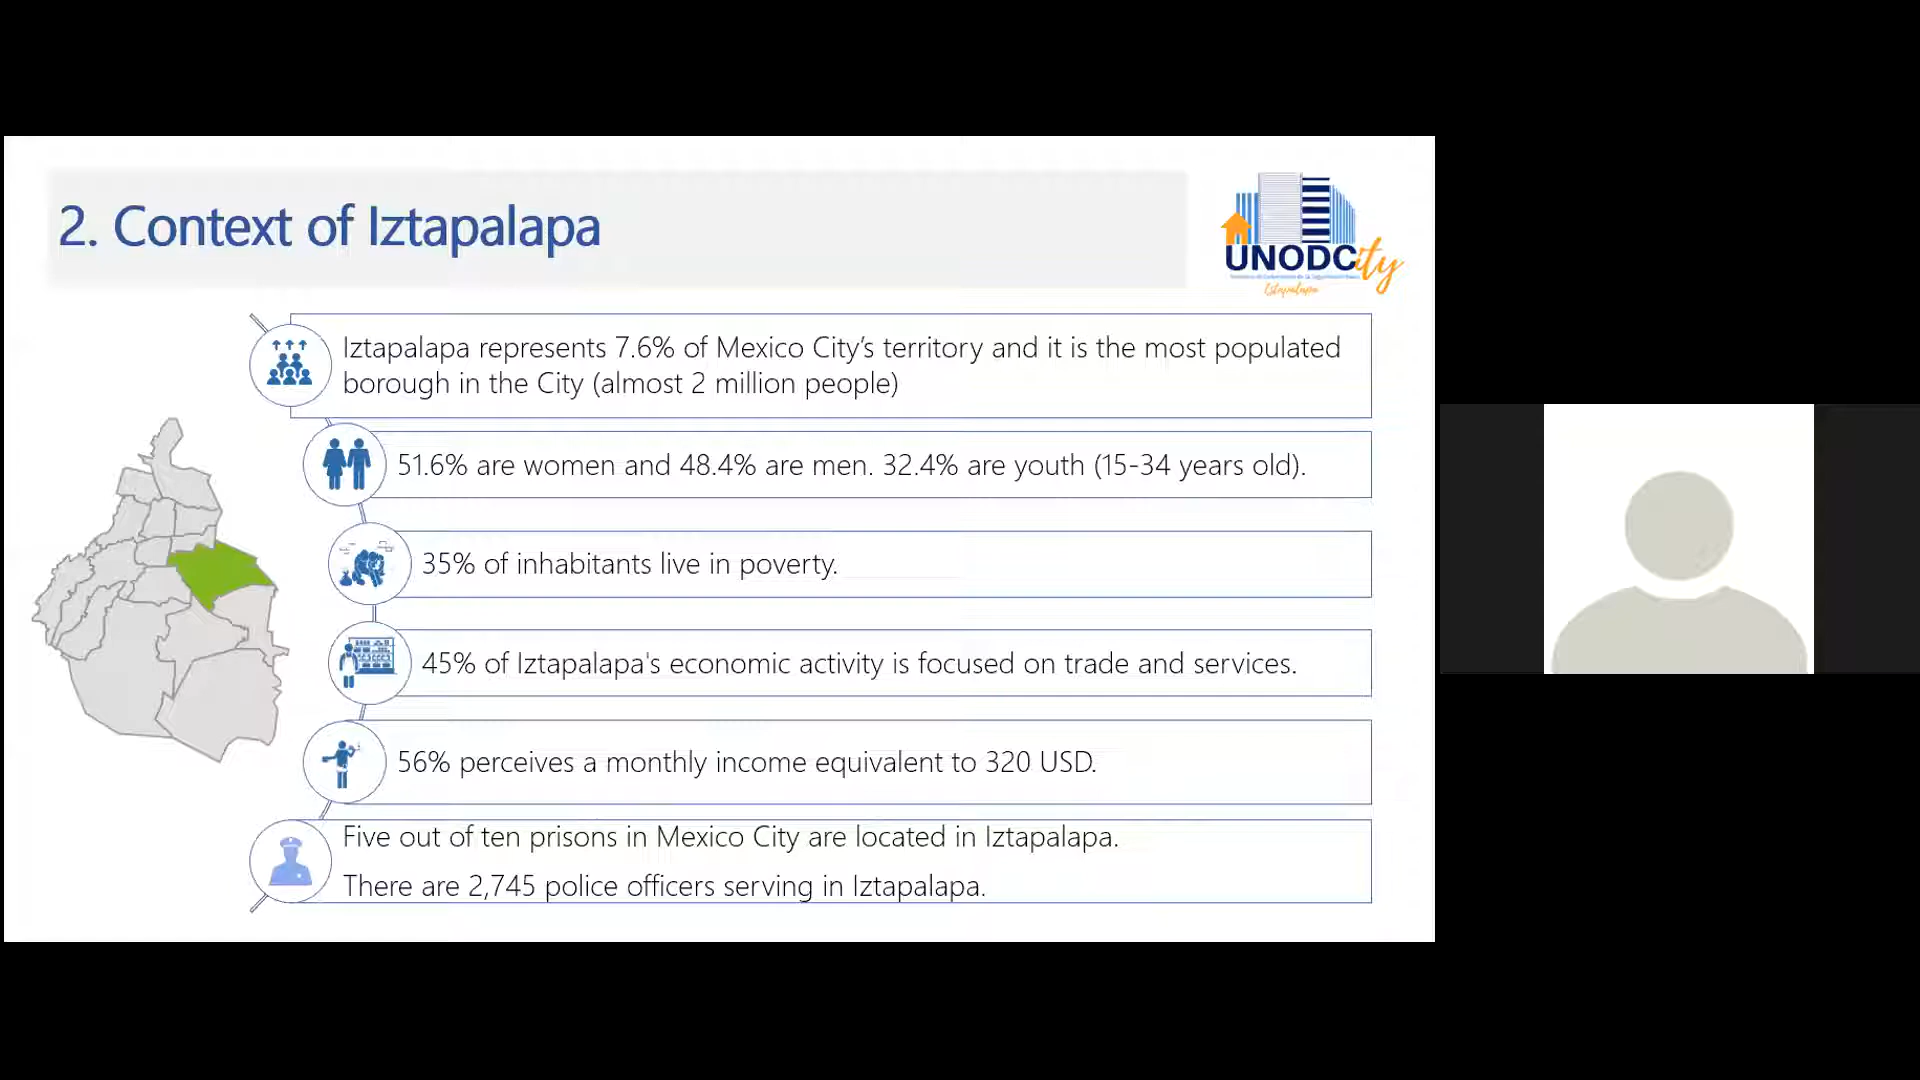 2. Context of Iztapalapa
UNODCity
Iztapalapa
Iztapalapa represents 7.6% of Mexico City's territory and it is the most populated
borough in the City (almost 2 million people)
51.6% are women and 48.4% are men. 32.4% are youth (15-34 years old).
35% of inhabitants live in poverty.
45% of Iztapalapa's economic activity is focused on trade and services.
56% perceives a monthly income equivalent to 320 USD.
Five out of ten prisons in Mexico City are located in Iztapalapa.
There are 2,745 police officers serving in Iztapalapa.